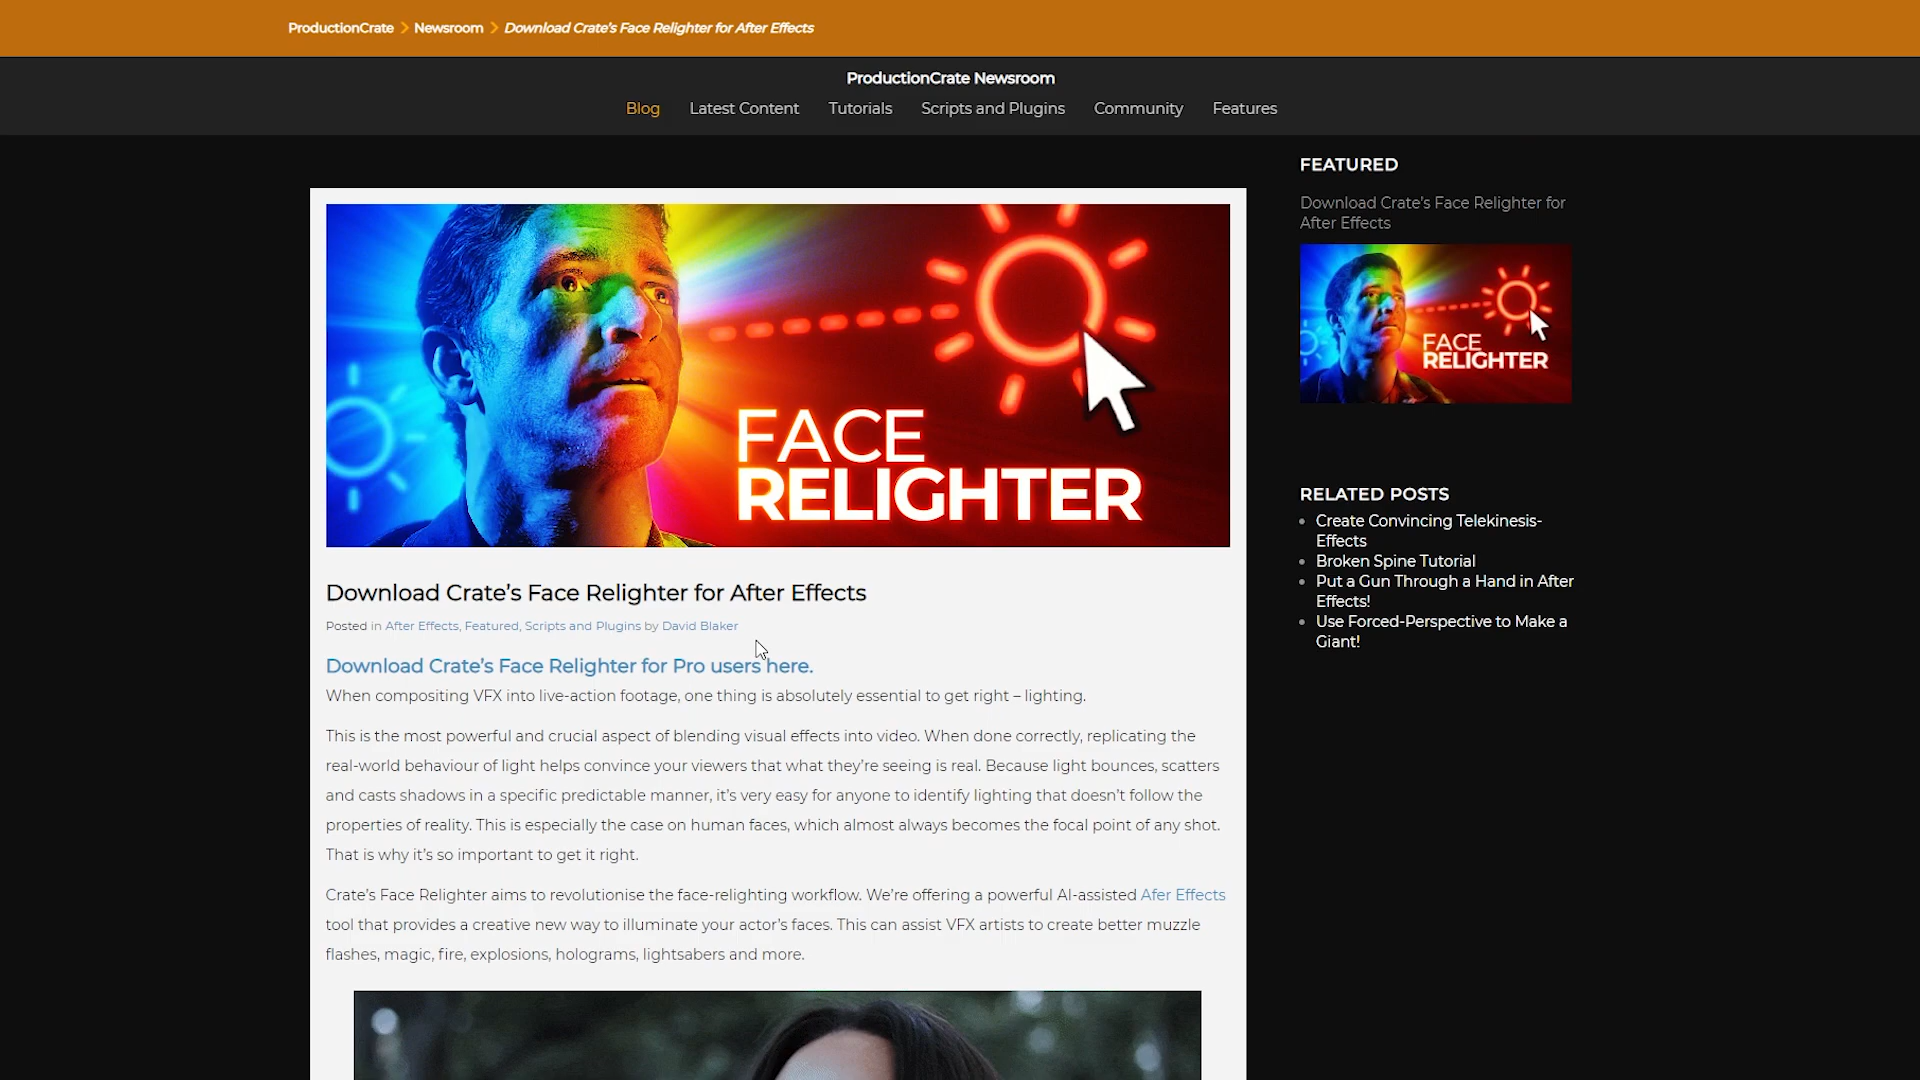 ProductionCrate > Newsroom > Download Crate's Face Relighter for After Effects
ProductionCrate Newsroom
Blog Latest Content Tutorials Scripts and Plugins Community Features
FACE
RELIGHTER
Download Crate’s Face Relighter for After Effects
Posted in After Effects, Featured, Scripts and Plugins by David Blaker
Download Crate’s Face Relighter for Pro users here.
When compositing VFX into live-action footage, one thing is absolutely essential to get right – lighting.
This is the most powerful and crucial aspect of blending visual effects into video. When done correctly, replicating the
real-world behaviour of light helps convince your viewers that what they’re seeing is real. Because light bounces, scatters
and casts shadows in a specific predictable manner, it’s very easy for anyone to identify lighting that doesn’t follow the
properties of reality. This is especially the case on human faces, which almost always becomes the focal point of any shot.
That is why it’s so important to get it right.
Crate’s Face Relighter aims to revolutionise the face-relighting workflow. We’re offering a powerful AI-assisted Afer Effects
tool that provides a creative new way to illuminate your actor’s faces. This can assist VFX artists to create better muzzle
flashes, magic, fire, explosions, holograms, lightsabers and more.
FEATURED
Download Crate’s Face Relighter for
After Effects
FACE
RELIGHTER
RELATED POSTS
Create Convincing Telekinesis-
Effects
Broken Spine Tutorial
Put a Gun Through a Hand in After
Effects!
Use Forced-Perspective to Make a
Giant!